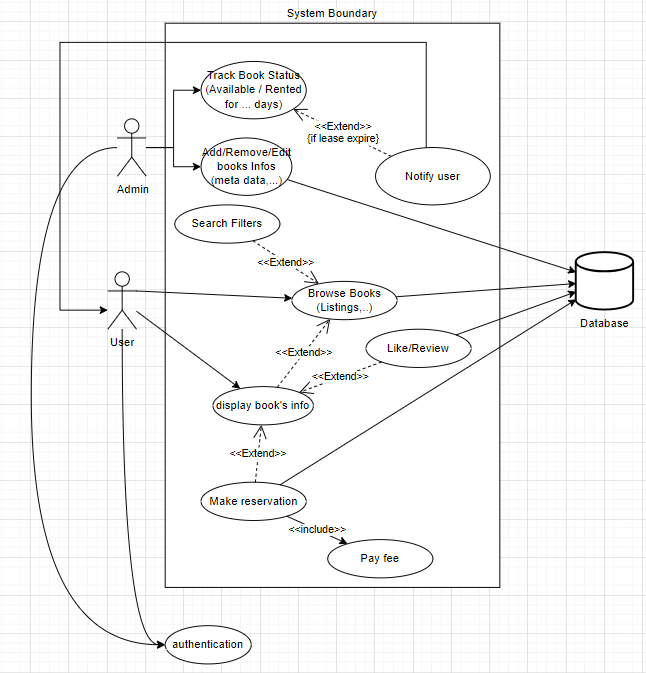 System Boundary
Track Book Status
(Available / Rented
for ... days)
<<Extend>>
{if lease expire}
Add/Remove/Edit
books Infos
(meta data,...)
Notify user
Admin
Search Filters
<<Extend>>
Browse Books
(Listings,..)
Database
User
Like/Review
<<Extend>>
<<Extend>>
display book's info
<<Extend>>
Make reservation
<<include>>
Pay fee
authentication